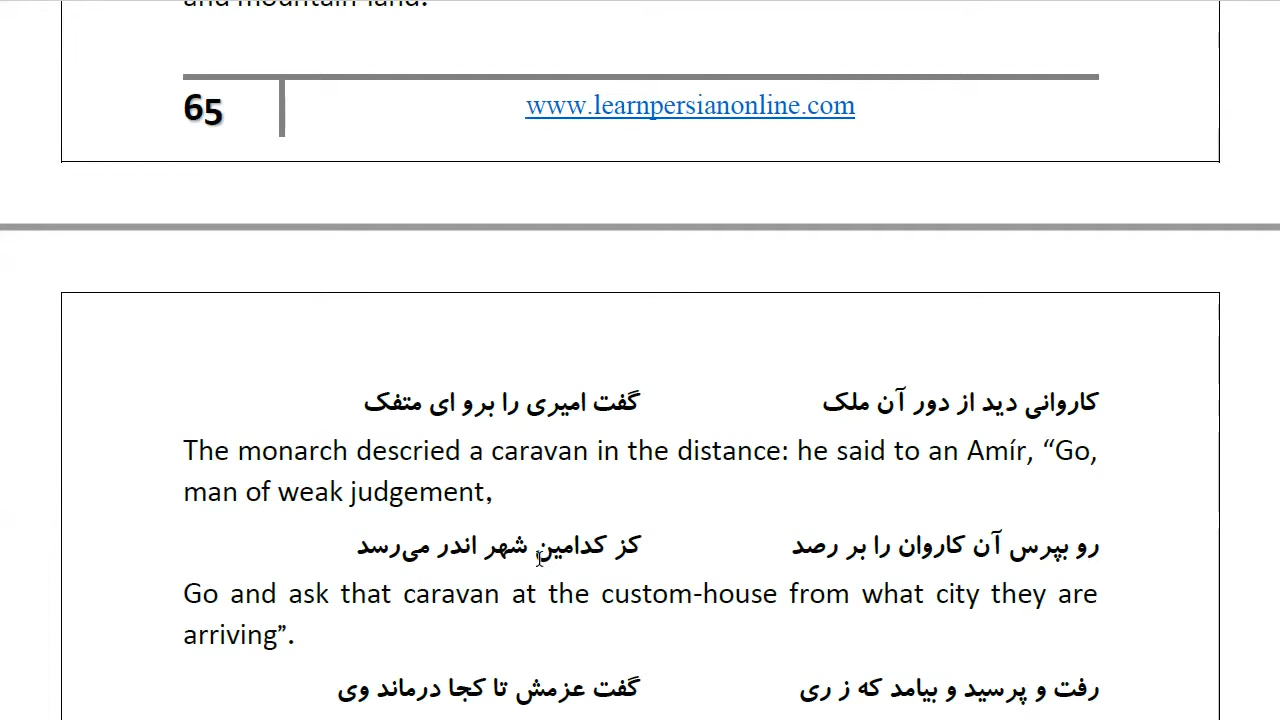 and mountain-land.
65 www.learnpersianonline.com
کاروانی دید از دور آن ملک گفت امیری را برو ای متفک
The monarch descried a caravan in the distance: he said to an Amír, “Go,
man of weak judgement,
رو بپرس آن کاروان را بر رصد کز کدامین شهر اندر می‌رسد
Go and ask that caravan at the custom-house from what city they are
arriving”.
رفت و پرسید و بیامد که ز ری گفت عزمش تا کجا درماند وی